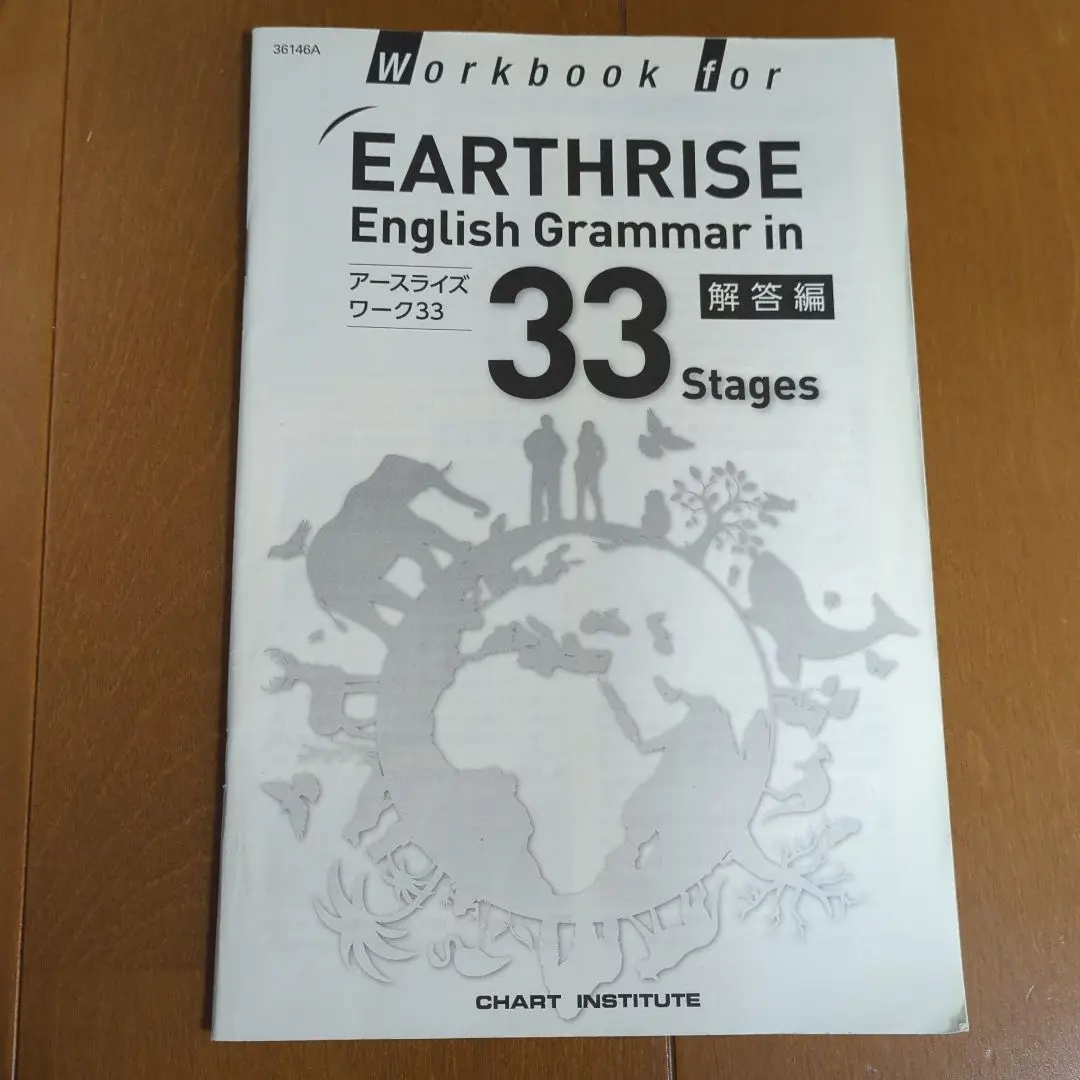 36146A
Workbook for
EARTHRISE
English Grammar in
アースライズ
ワーク33
33
解答編
Stages
CHART INSTITUTE